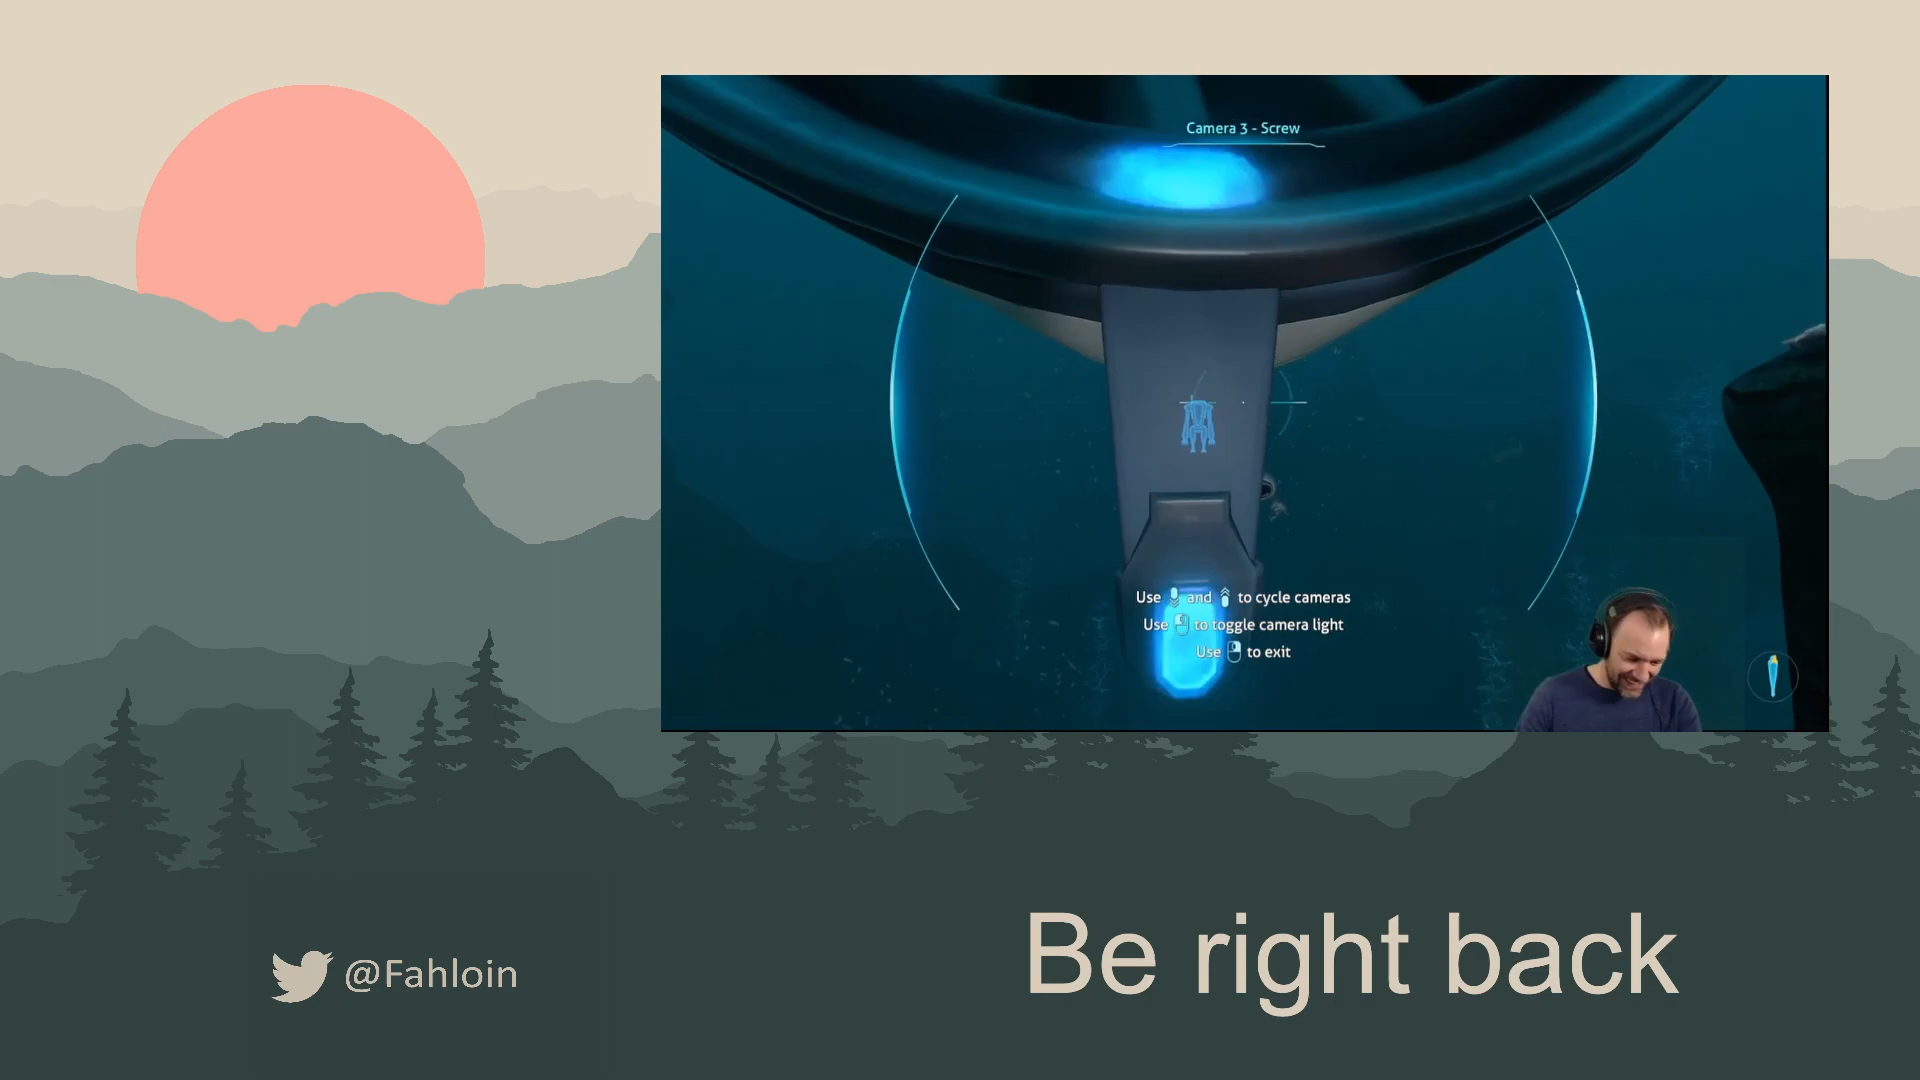 Camera 3 - Screw
Use and to cycle cameras
Use to toggle camera light
Use to exit
Be right back
@Fahloin